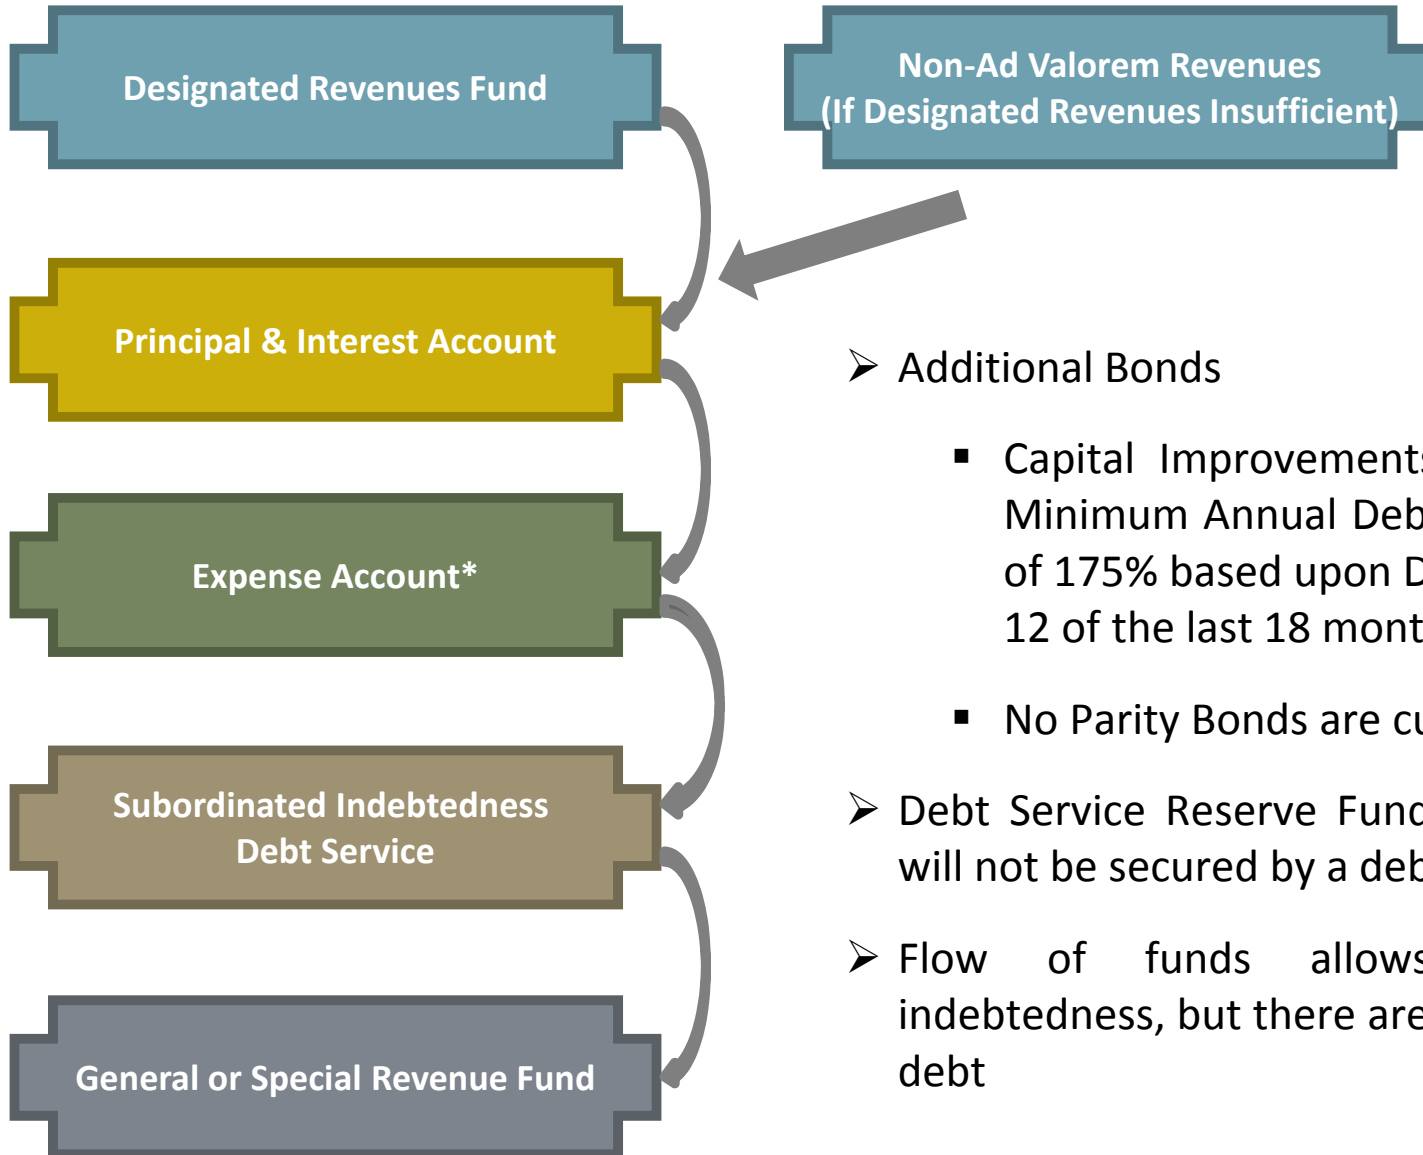 Designated Revenues Fund
Non-Ad Valorem Revenues
(If Designated Revenues Insufficient)
Principal & Interest Account
Expense Account*
Subordinated Indebtedness
Debt Service
General or Special Revenue Fund
➢ Additional Bonds
▪ Capital Improvements
Minimum Annual Deb
of 175% based upon D
12 of the last 18 mont
▪ No Parity Bonds are cu
➢ Debt Service Reserve Fund
will not be secured by a deb
➢ Flow of funds allows
indebtedness, but there are
debt